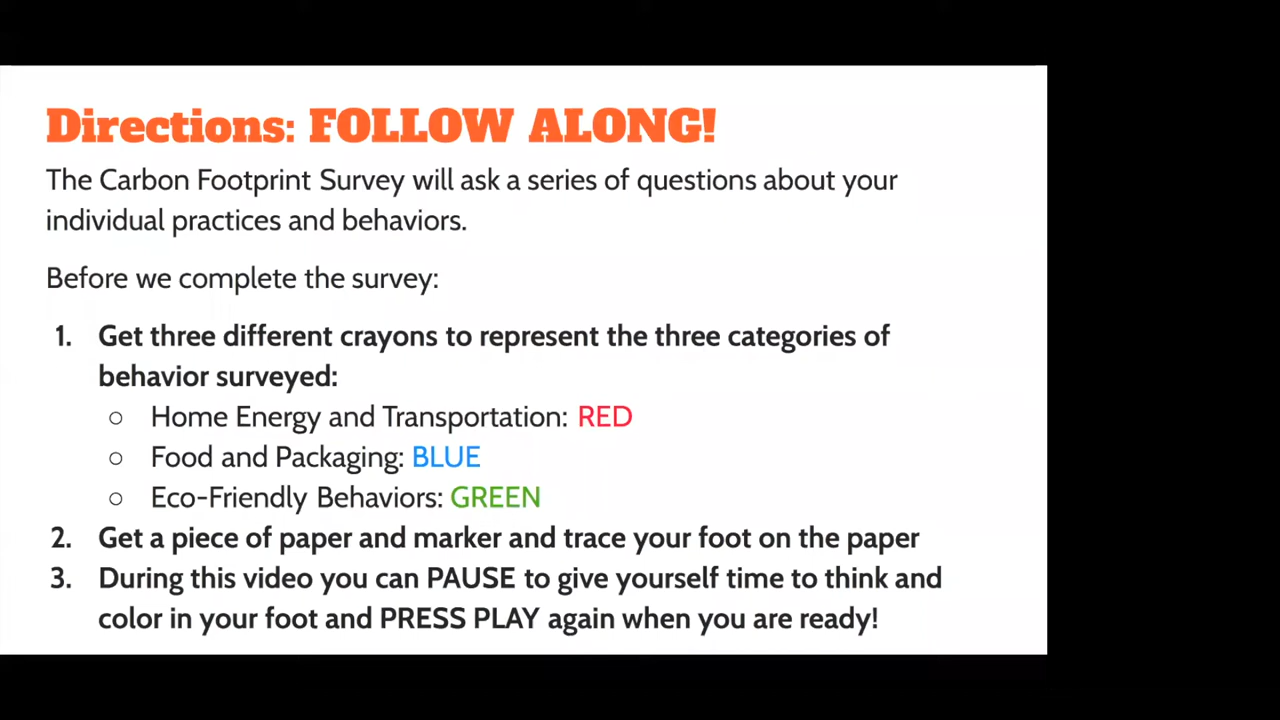 Directions: FOLLOW ALONG!
The Carbon Footprint Survey will ask a series of questions about your
individual practices and behaviors.
Before we complete the survey:
1. Get three different crayons to represent the three categories of
behavior surveyed:
○ Home Energy and Transportation: RED
○ Food and Packaging: BLUE
○ Eco-Friendly Behaviors: GREEN
2. Get a piece of paper and marker and trace your foot on the paper
3. During this video you can PAUSE to give yourself time to think and
color in your foot and PRESS PLAY again when you are ready!